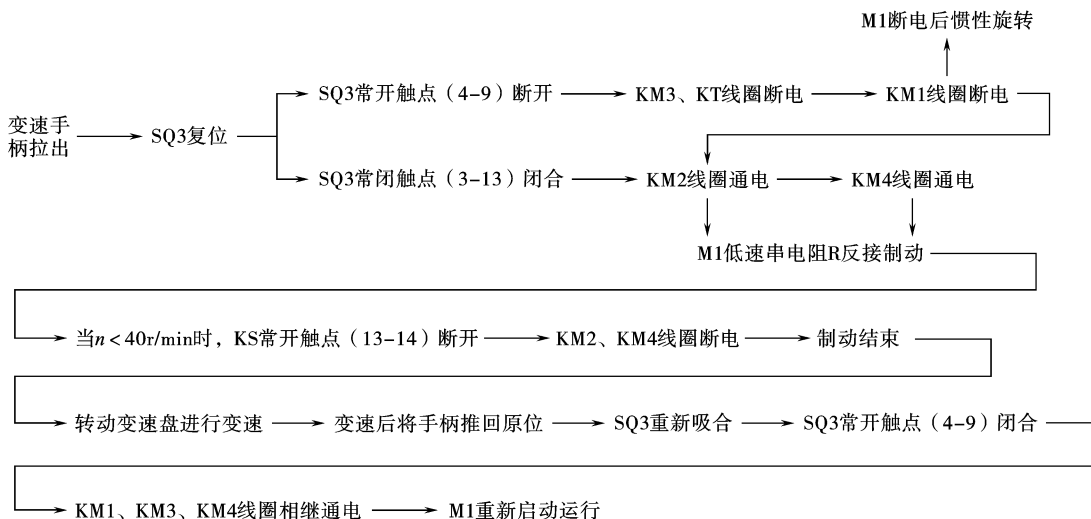 M1断电后惯性旋转
SQ3常开触点（4-9）断开
KM3、KT线圈断电
KM1线圈断电
变速手
柄拉出
SQ3复位
SQ3常闭触点（3-13）闭合
KM2线圈通电
KM4线圈通电
M1低速串电阻R反接制动
当n<40r/min时，KS常开触点（13-14）断开
KM2、KM4线圈断电
制动结束
转动变速盘进行变速
变速后将手柄推回原位
SQ3重新吸合
SQ3常开触点（4-9）闭合
KM1、KM3、KM4线圈相继通电
M1重新启动运行